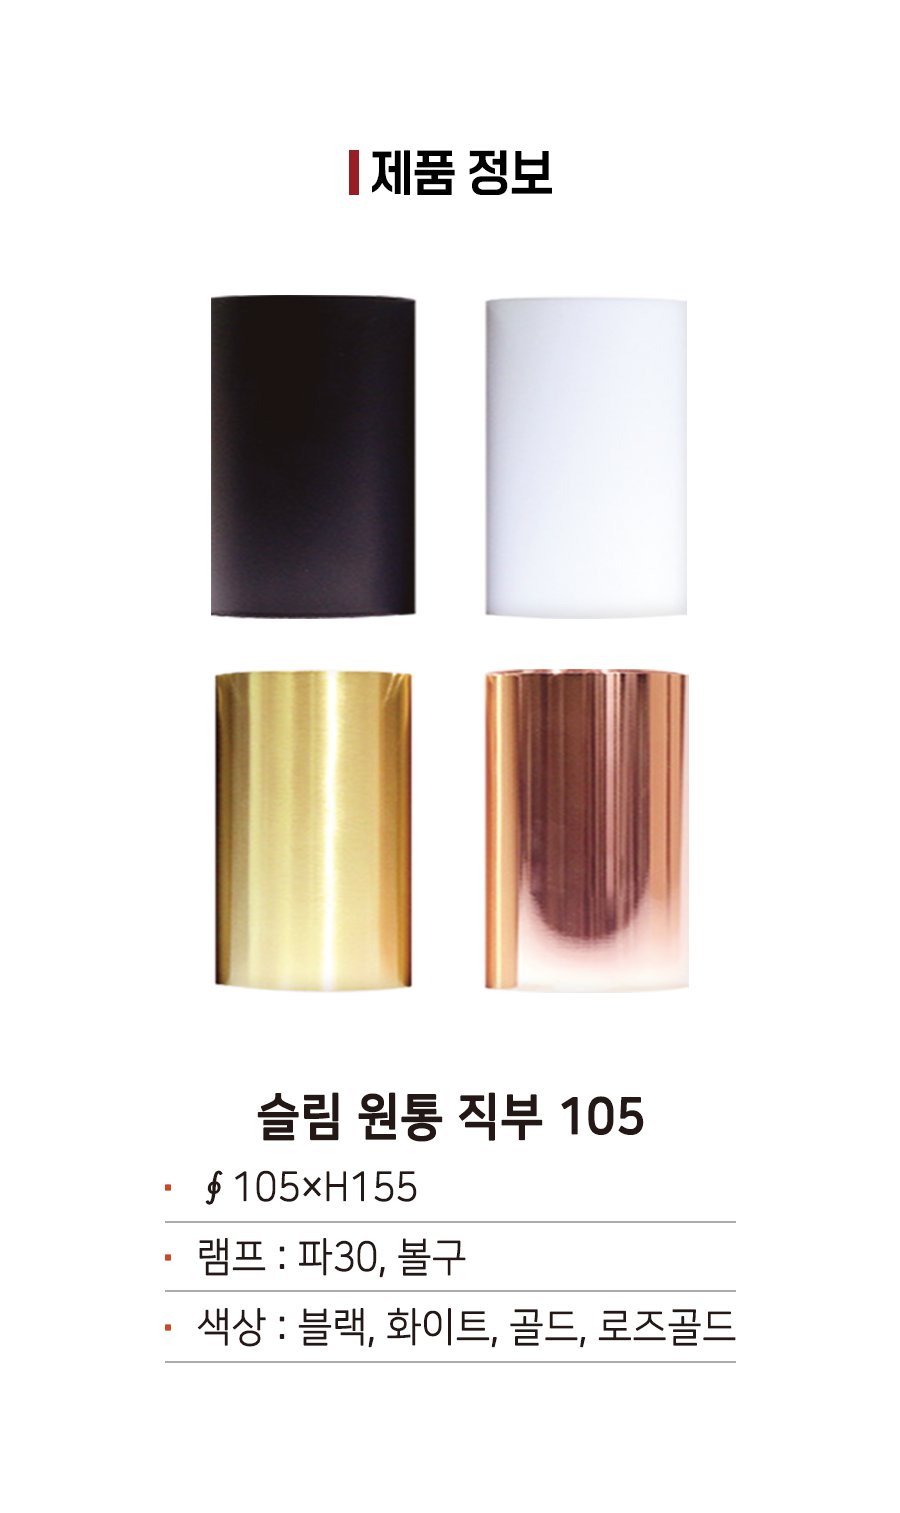 제품 정보
슬림 원통 직부 105
∮105×H155
램프 : 파30, 볼구
색상 : 블랙, 화이트, 골드, 로즈골드